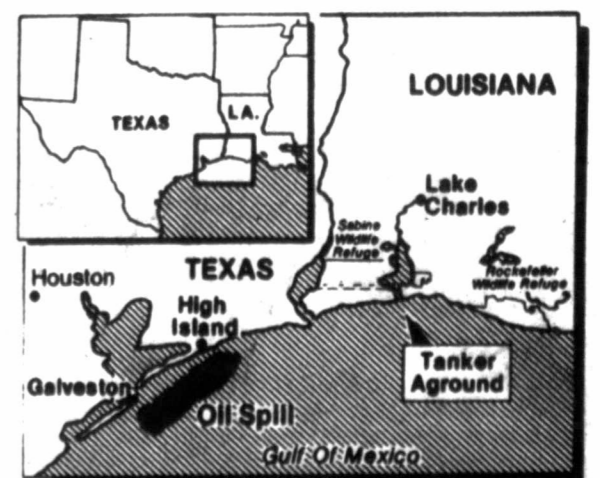 TEXAS
LA.
LOUISIANA
Lake
Charles
Sabine
Wildlife
Refuge
Rockefeller
Wildlife Refuge
Houston
TEXAS
High
Island
Galveston
Tanker
Aground
Oil Spill
Gulf Of Mexico